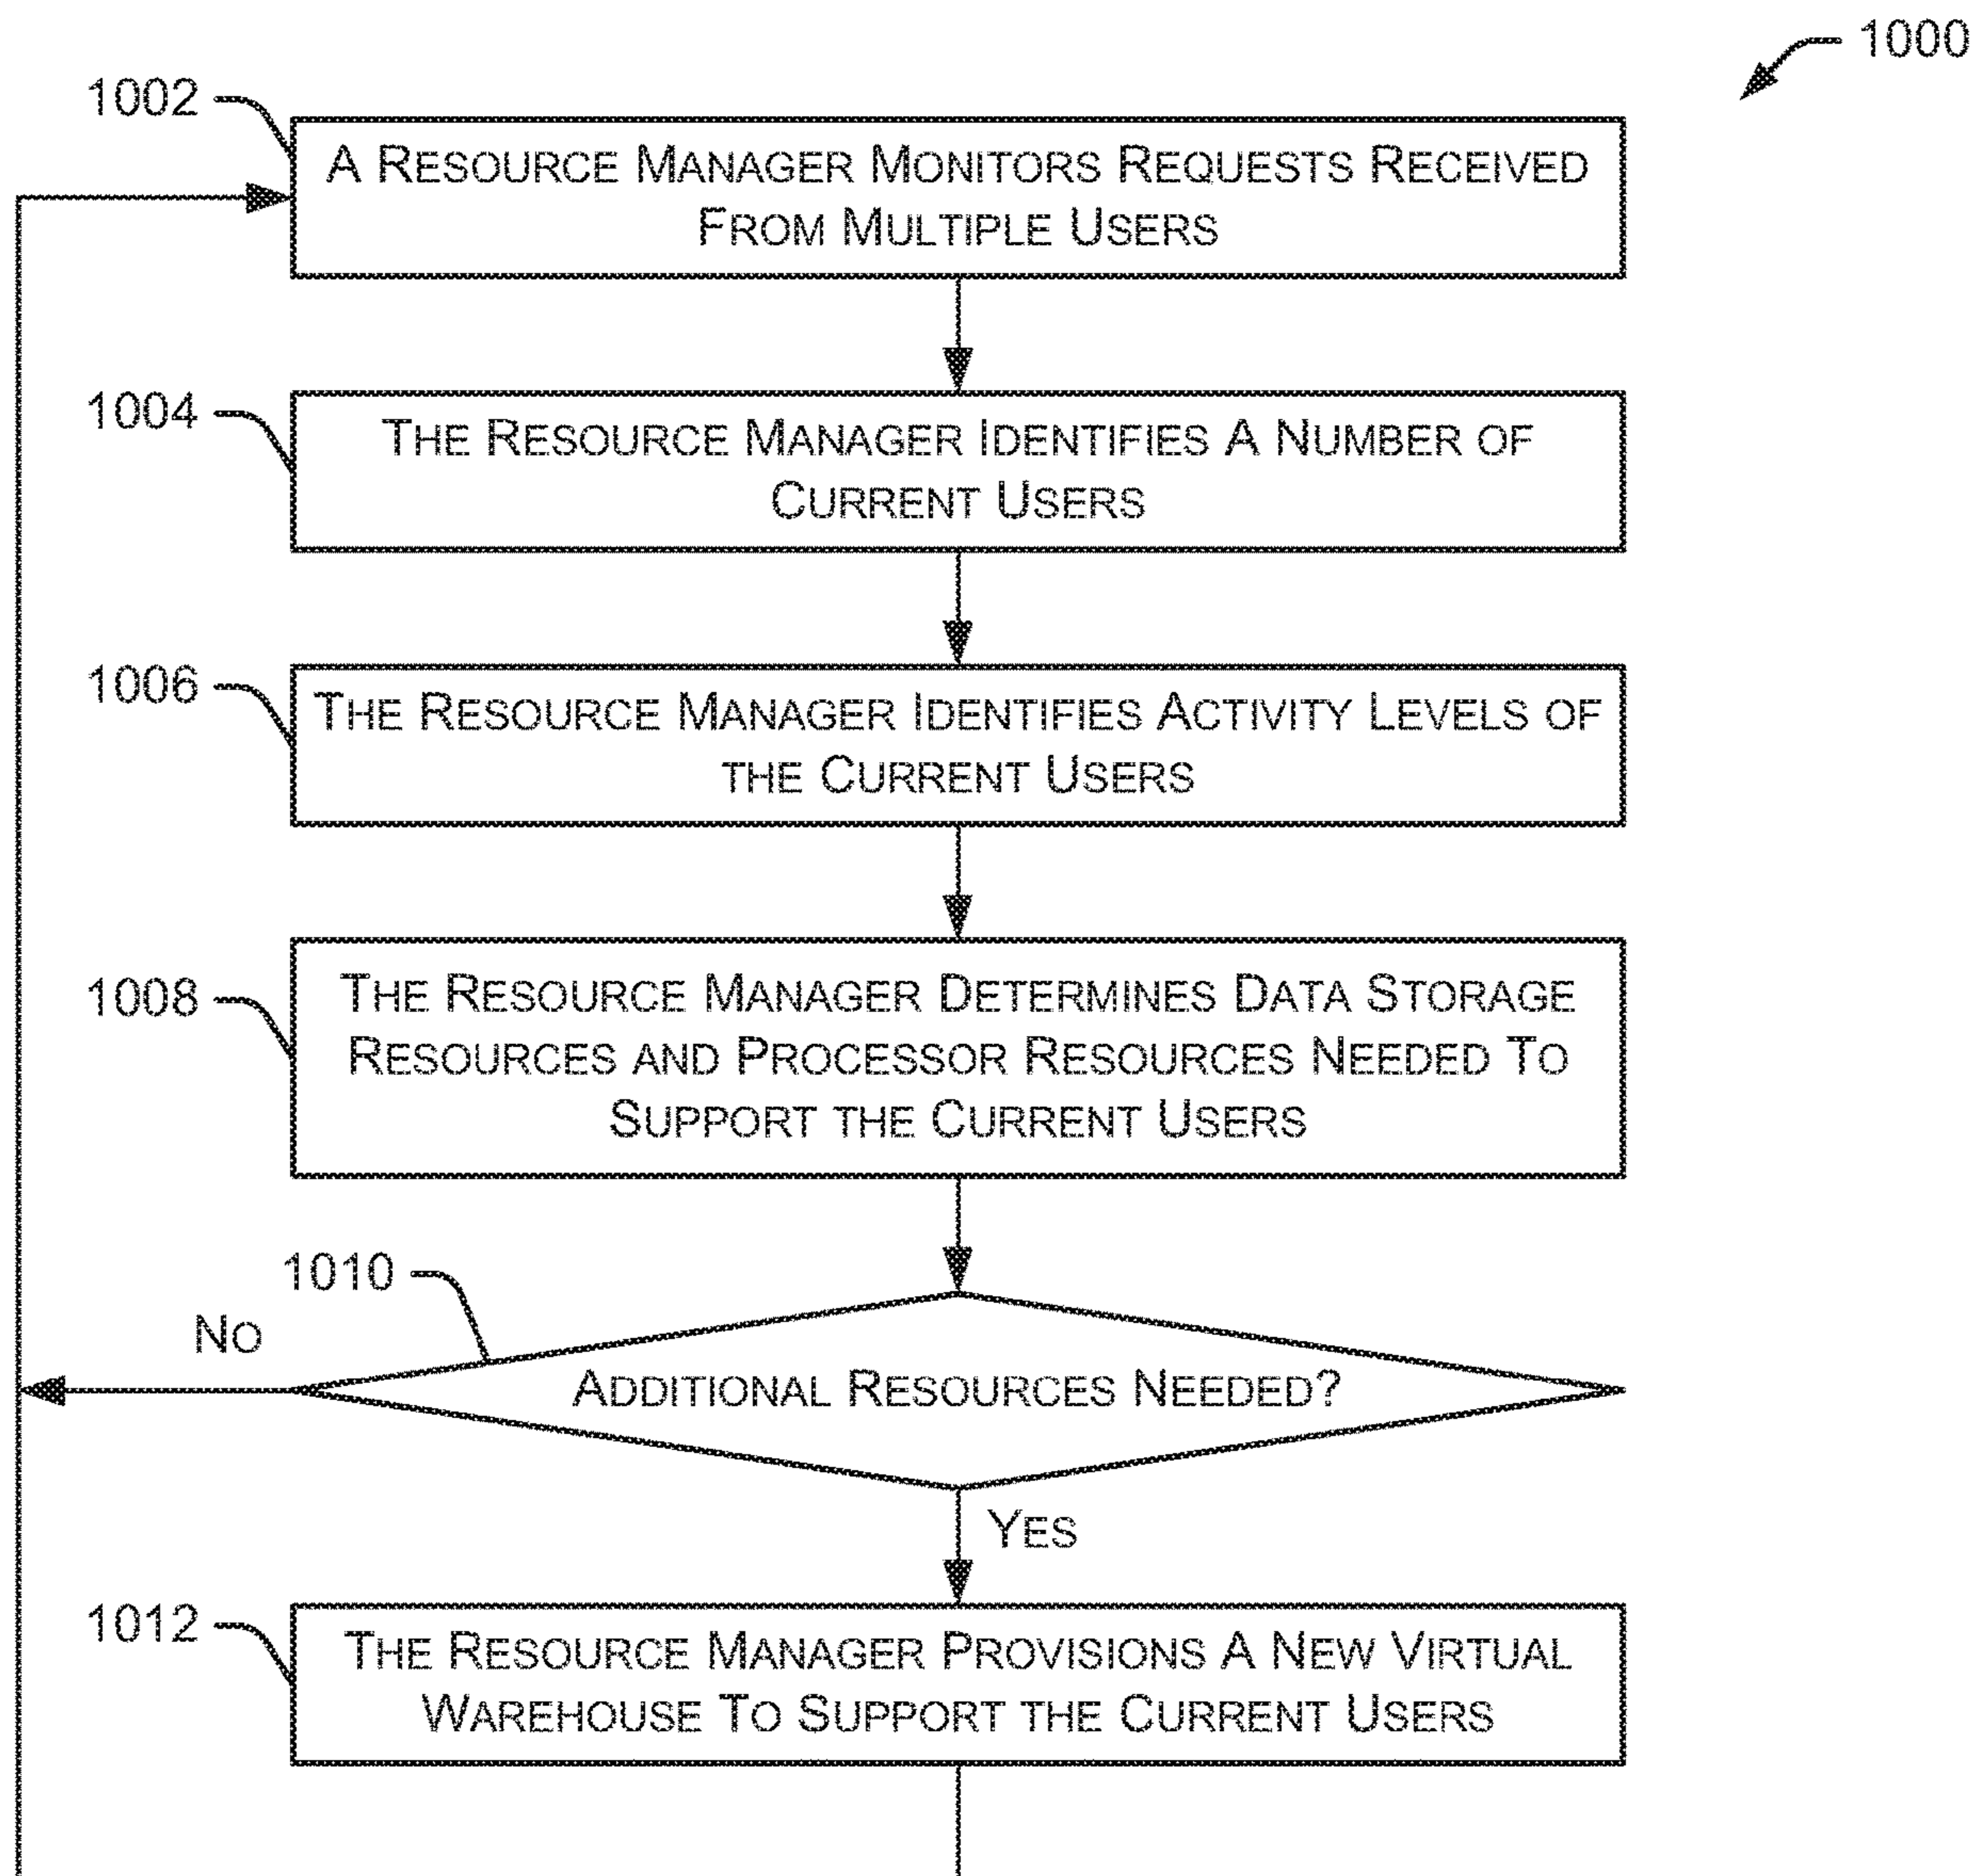 1000
1002
A RESOURCE MANAGER MONITORS REQUESTS RECEIVED
FROM MULTIPLE USERS
1004
THE RESOURCE MANAGER IDENTIFIES A NUMBER OF
CURRENT USERS
1006
THE RESOURCE MANAGER IDENTIFIES ACTIVITY LEVELS OF
THE CURRENT USERS
1008
THE RESOURCE MANAGER DETERMINES DATA STORAGE
RESOURCES AND PROCESSOR RESOURCES NEEDED TO
SUPPORT THE CURRENT USERS
1010
NO
ADDITIONAL RESOURCES NEEDED?
YES
1012
THE RESOURCE MANAGER PROVISIONS A NEW VIRTUAL
WAREHOUSE TO SUPPORT THE CURRENT USERS